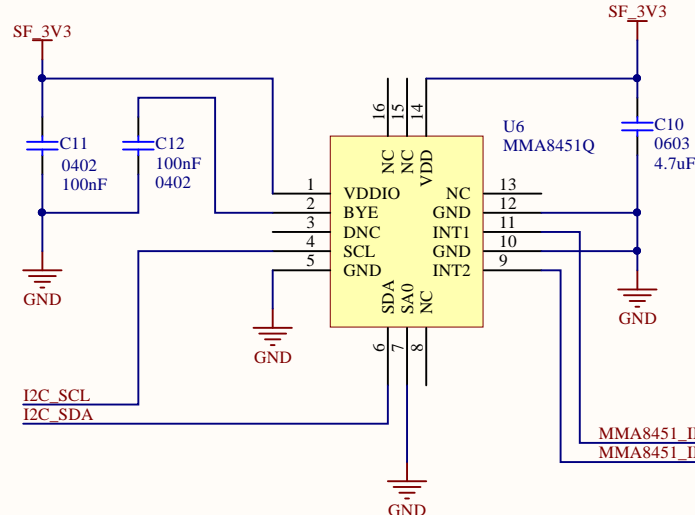 SF_3V3
SF_3V3
16
15
14
C11
0402
100nF
C12
100nF
0402
U6
MMA8451Q
C10
0603
4.7uF
NC
NC
VDD
1
VDDIO
NC
13
2
BYE
GND
12
3
DNC
INT1
11
4
SCL
GND
10
5
GND
INT2
9
SDA
SA0
NC
6
7
8
GND
GND
GND
I2C_SCL
I2C_SDA
MMA8451_I
MMA8451_I
GND